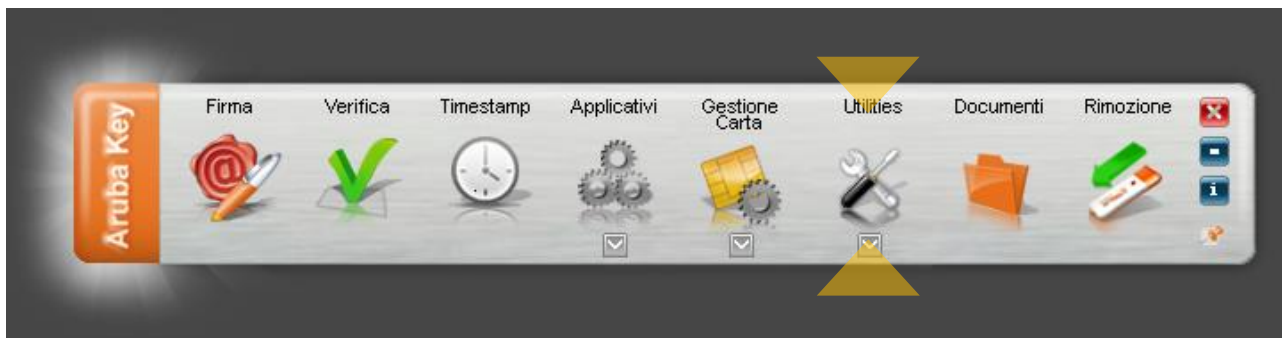 Aruba Key
Firma
Verifica
Timestamp
Applicativi
Gestione
Carta
Utilities
Documenti
Rimozione